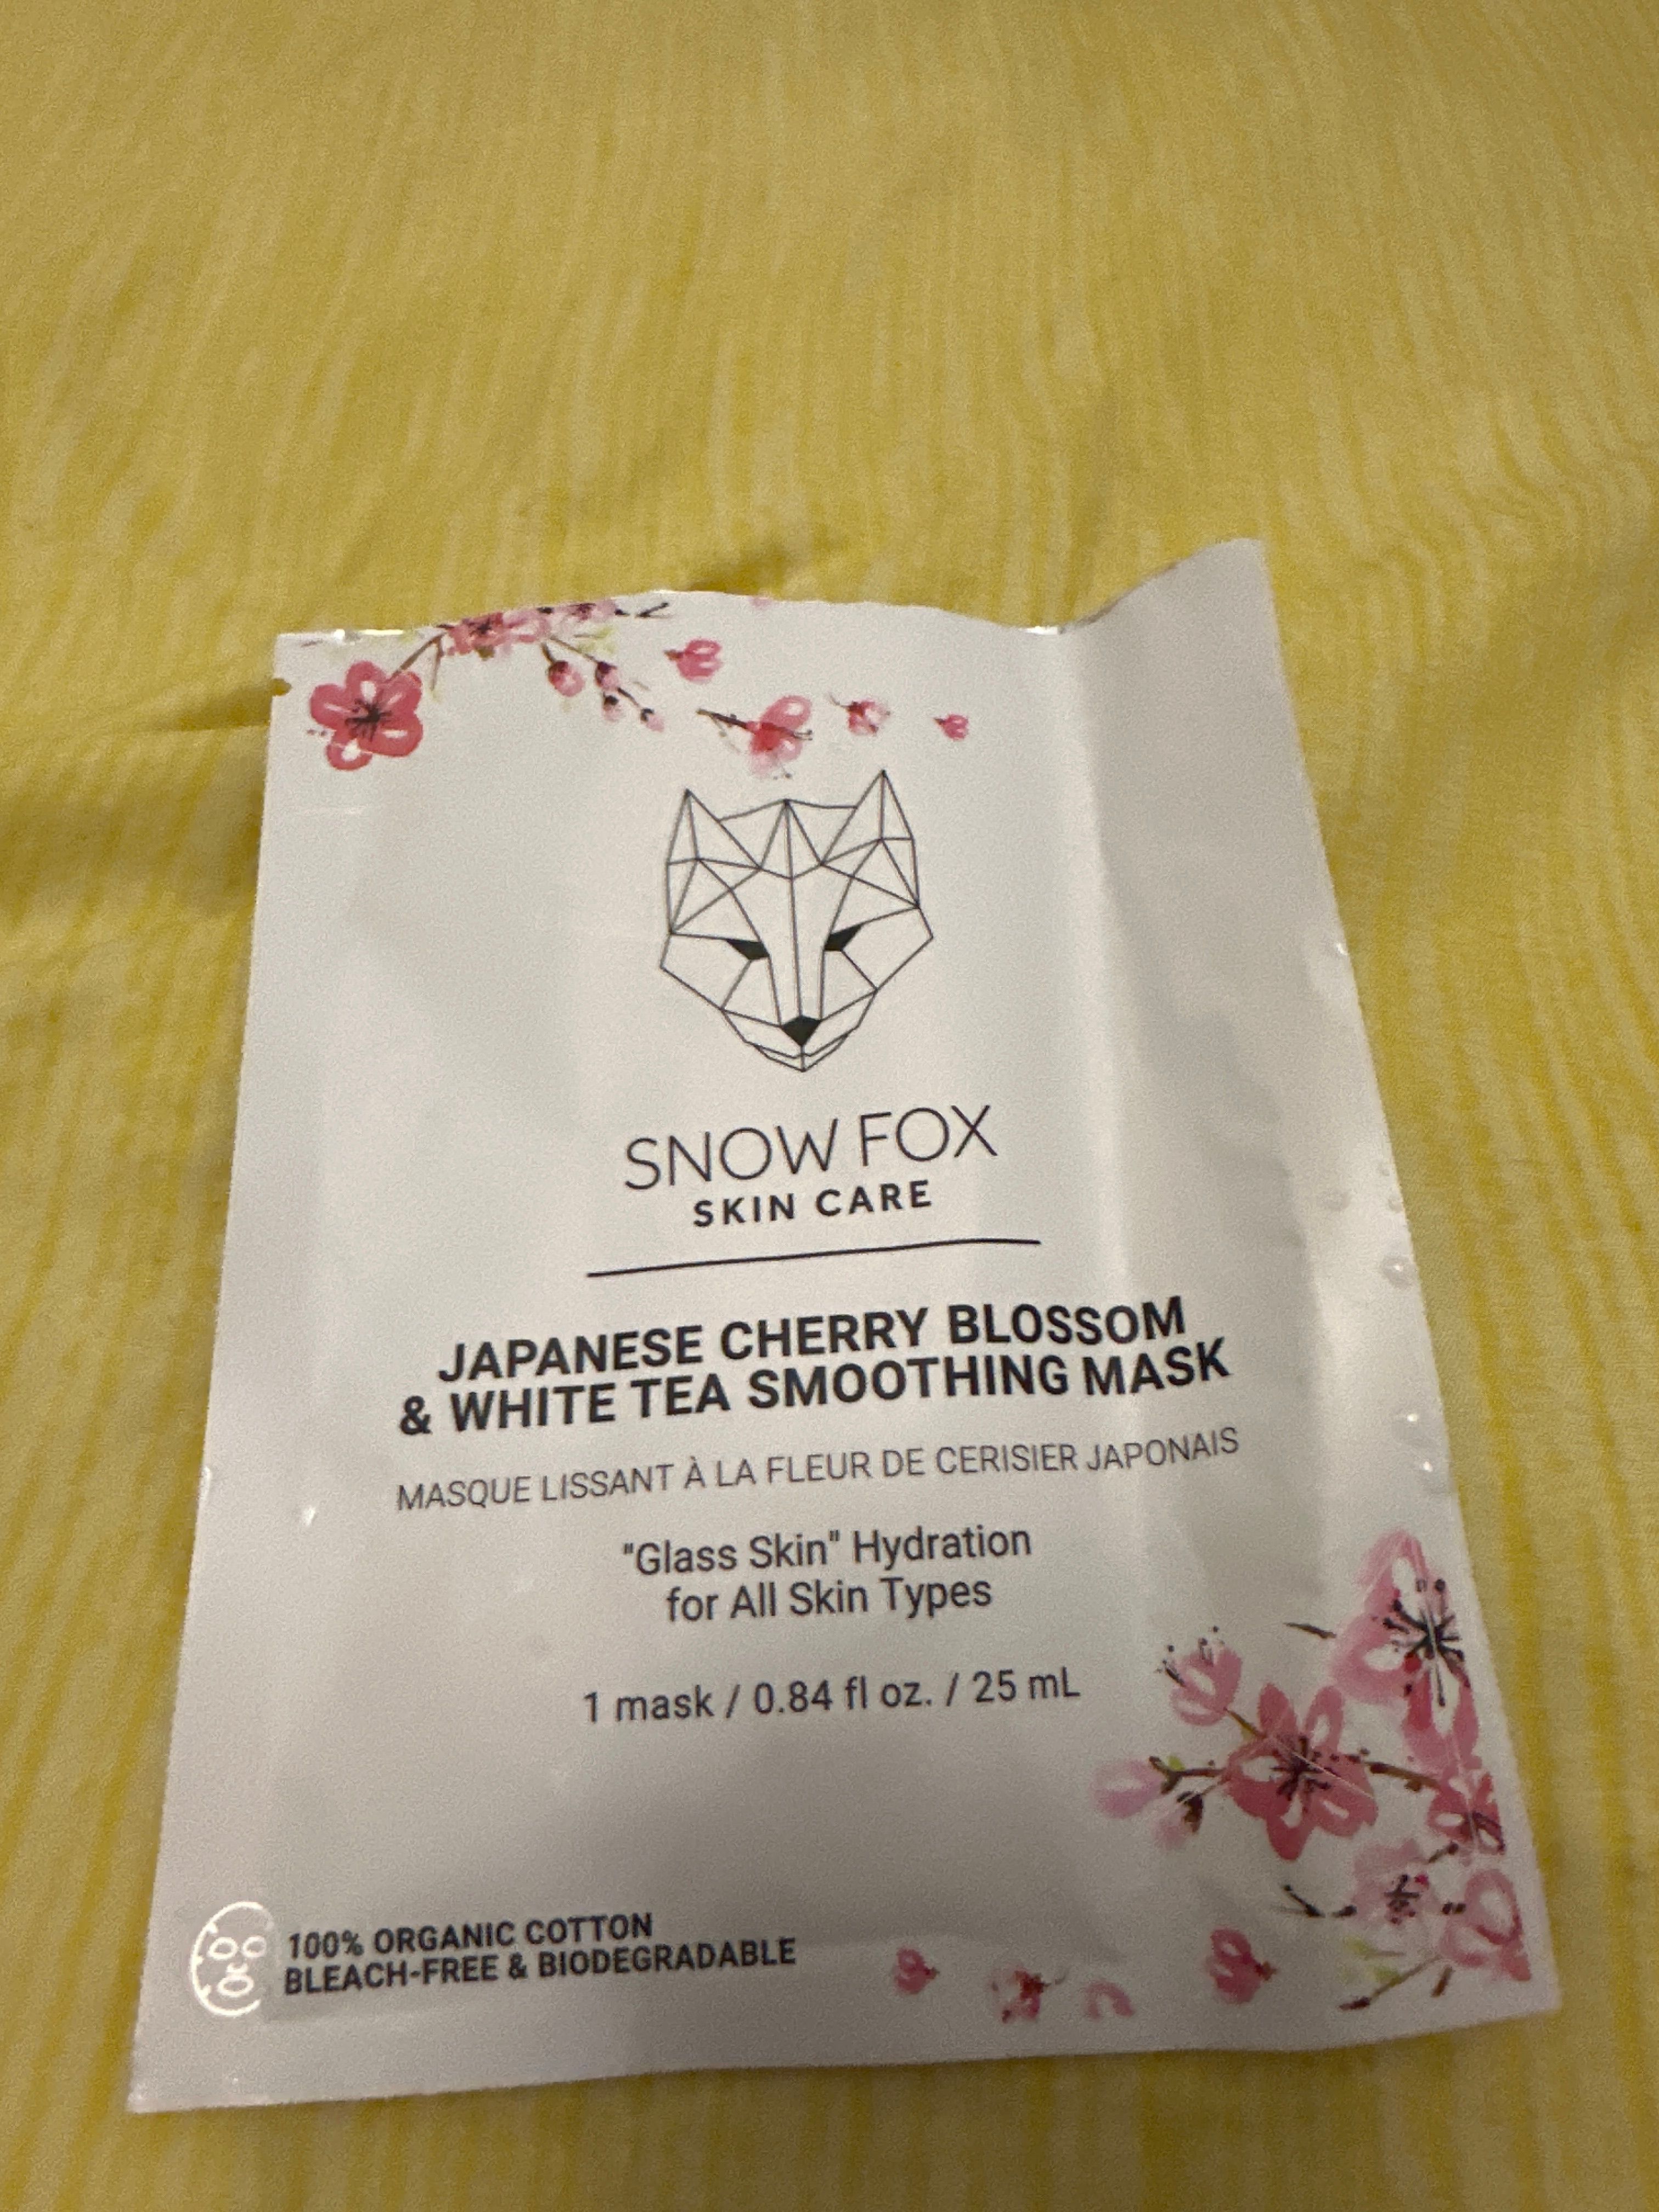 SNOW FOX
SKIN CARE
JAPANESE CHERRY BLOSSOM
& WHITE TEA SMOOTHING MASK
MASQUE LISSANT À LA FLEUR DE CERISIER JAPONAIS
"Glass Skin" Hydration
for All Skin Types
1 mask / 0.84 fl oz. / 25 mL
100% ORGANIC COTTON
BLEACH-FREE & BIODEGRADABLE